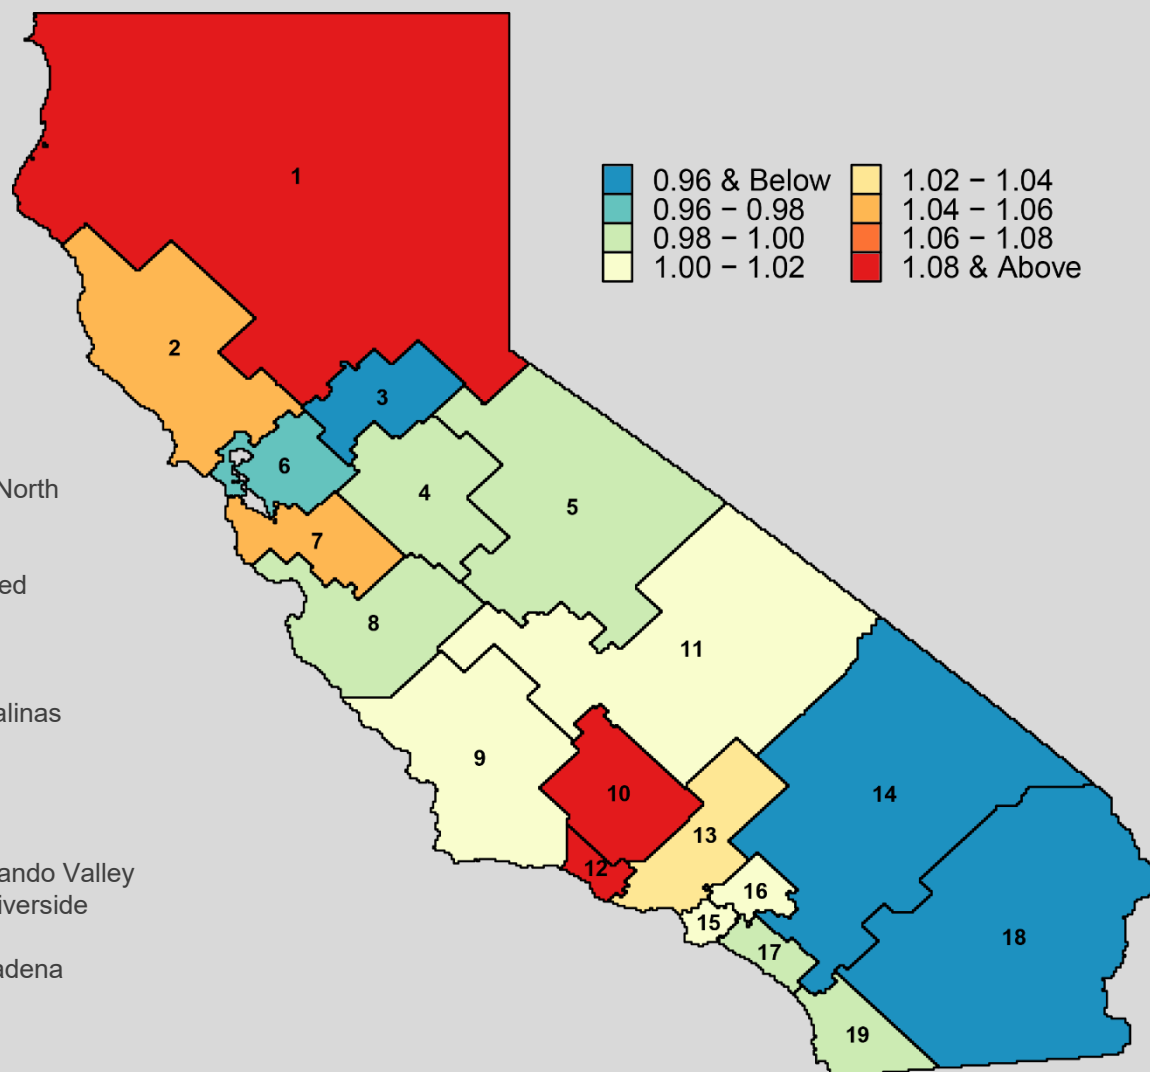 1
0.96 & Below
0.96 − 0.98
0.98 − 1.00
1.00 − 1.02
1.02 − 1.04
1.04 − 1.06
1.06 − 1.08
1.08 & Above
2
3
6
North
4
5
7
ed
8
11
alinas
9
10
14
13
12
ando Valley
16
iverside
15
18
17
adena
19